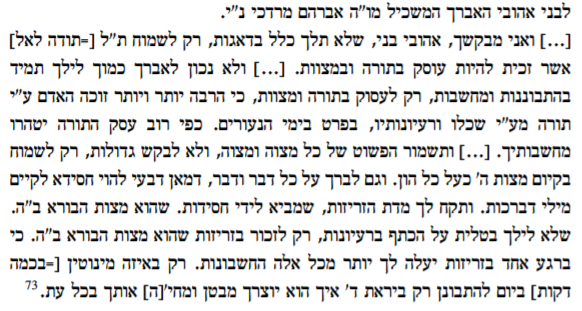 לבני אהובי האברך המשכיל מו"ה אברהם מרדכי נ"י.
[...] ואני מבקשך, אהובי בני, שלא תלך כלל בדאגות, רק לשמוח ת"ל [=תודה לאל]
אשר זכית להיות עוסק בתורה ובמצוות. [...] ולא נכון לאברך כמוך לילך תמיד
בהתבוננות ומחשבות, רק לעסוק בתורה ומצוות, כי הרבה יותר ויותר זוכה האדם ע"י
תורה מע"י שכלו ורעיונותיו, בפרט בימי הנעורים. כפי רוב עסק התורה יטהרו
מחשבותיך. [...] ותשמור הפשוט של כל מצוה ומצוה, ולא לבקש גדולות, רק לשמוח
בקיום מצות ה' כעל כל הון. וגם לברך על כל דבר ודבר, דמאן דבעי להוי חסידא לקיים
מילי דברכות. ותקח לך מדת הזריזות, שמביא לידי חסידות. שהוא מצות הבורא ב"ה.
שלא לילך בטלית על הכתף ברעיונות, רק לזכור בזריזות שהוא מצות הבורא ב"ה. כי
ברגע אחד בזריזות יעלה לך יותר מכל אלה החשבונות. רק באיזה מינוטין [=בכמה
דקות] ביום להתבונן רק ביראת ד' איך הוא יוצרך מבטן ומחי'[ה] אותך בכל עת.73